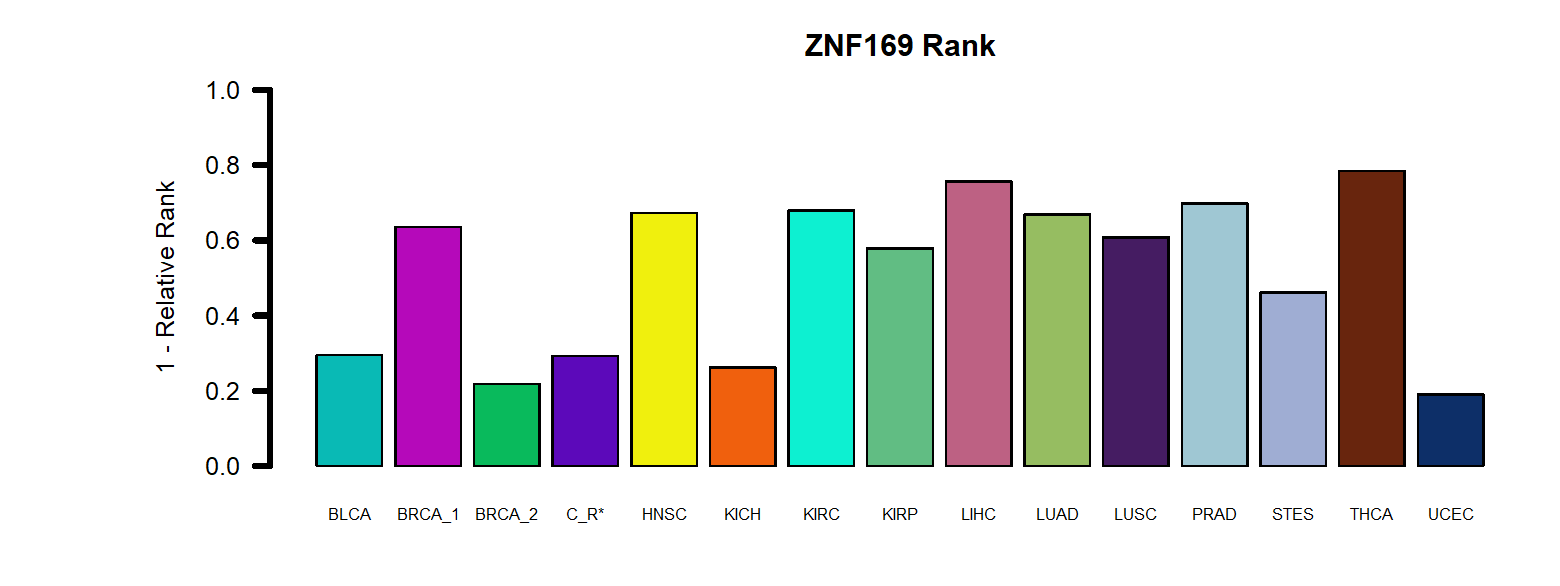 ZNF169 Rank
1 - Relative Rank
1.0
0.8
0.6
0.4
0.2
0.0
BLCA BRCA_1 BRCA_2 C_R* HNSC KICH KIRC KIRP LIHC LUAD LUSC PRAD STES THCA UCEC